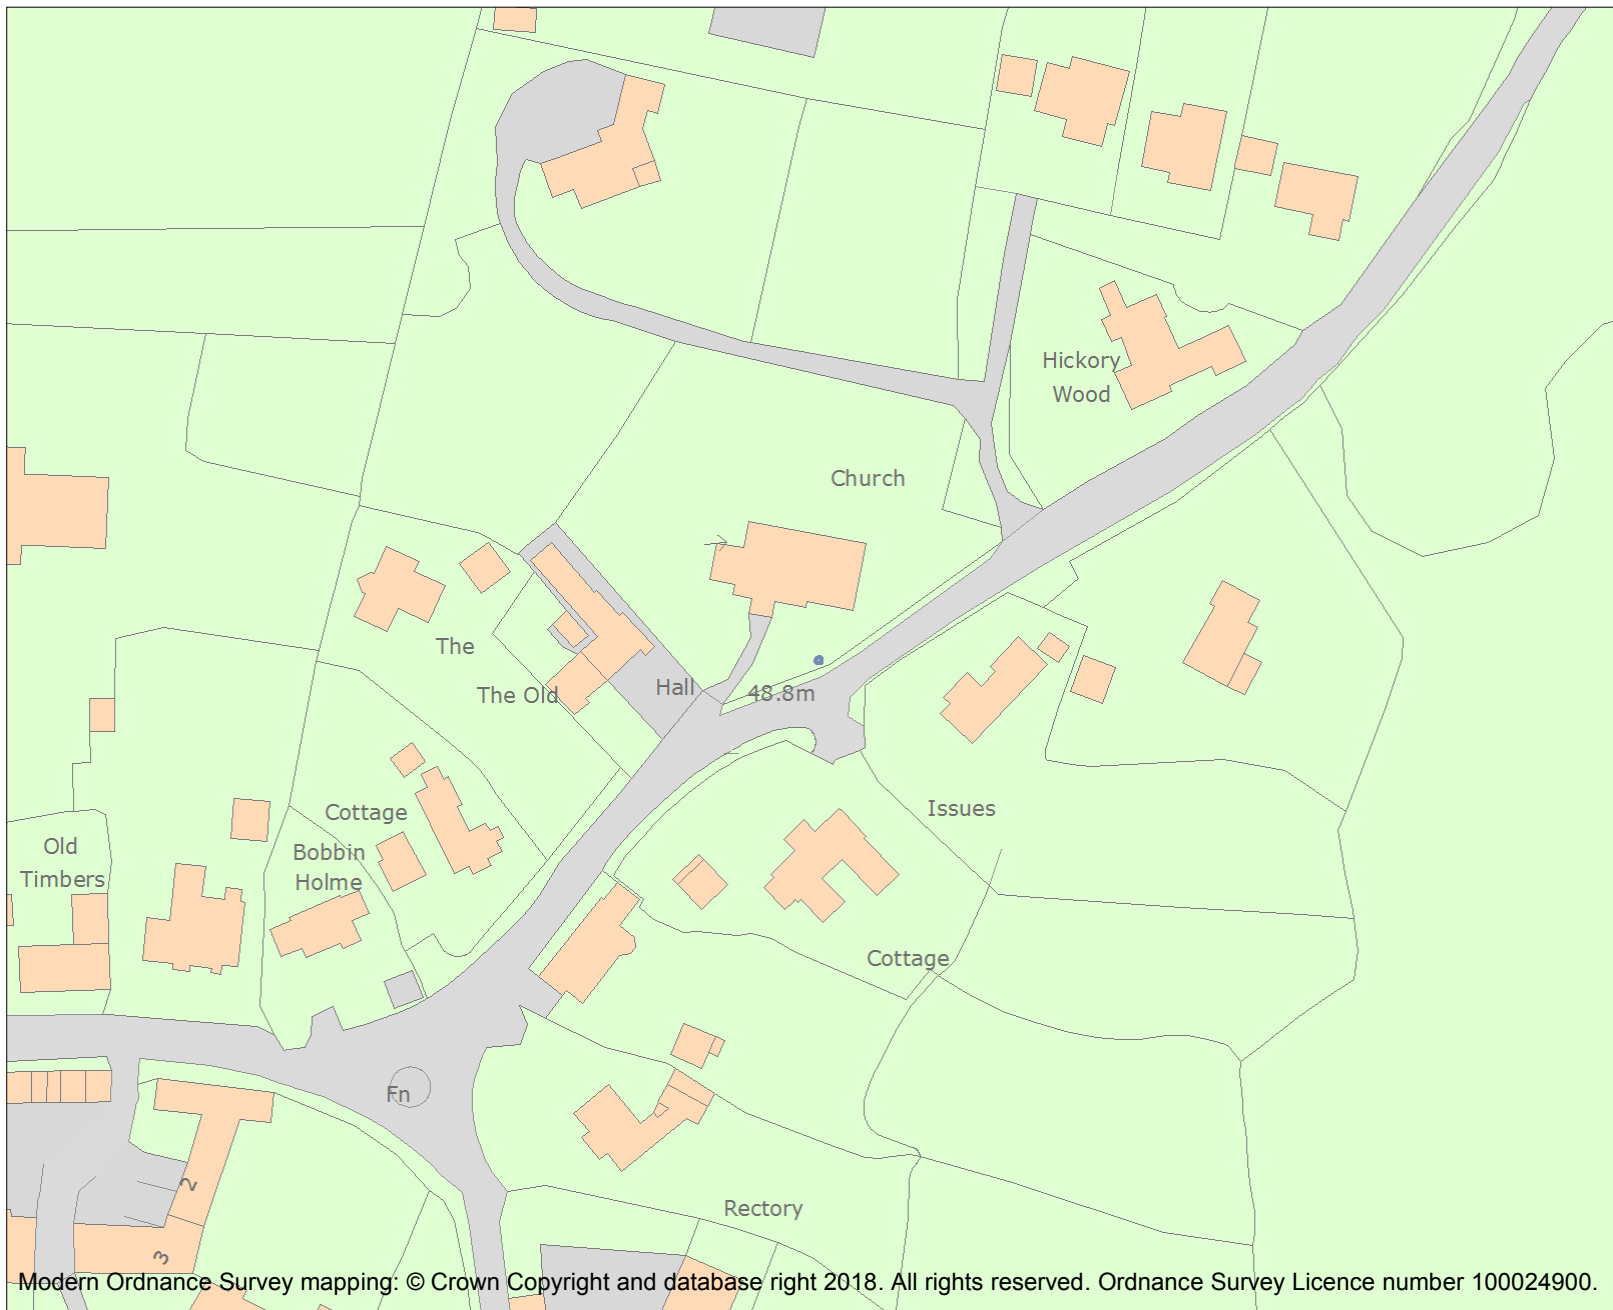 Hickory
Wood
Church
The
The Old
Hall
48.8m
Issues
Cottage
Old
Timbers
Bobbin
Holme
Cottage
Fn
2
Rectory
3
Modern Ordnance Survey mapping: © Crown Copyright and database right 2018. All rights reserved. Ordnance Survey Licence number 100024900.